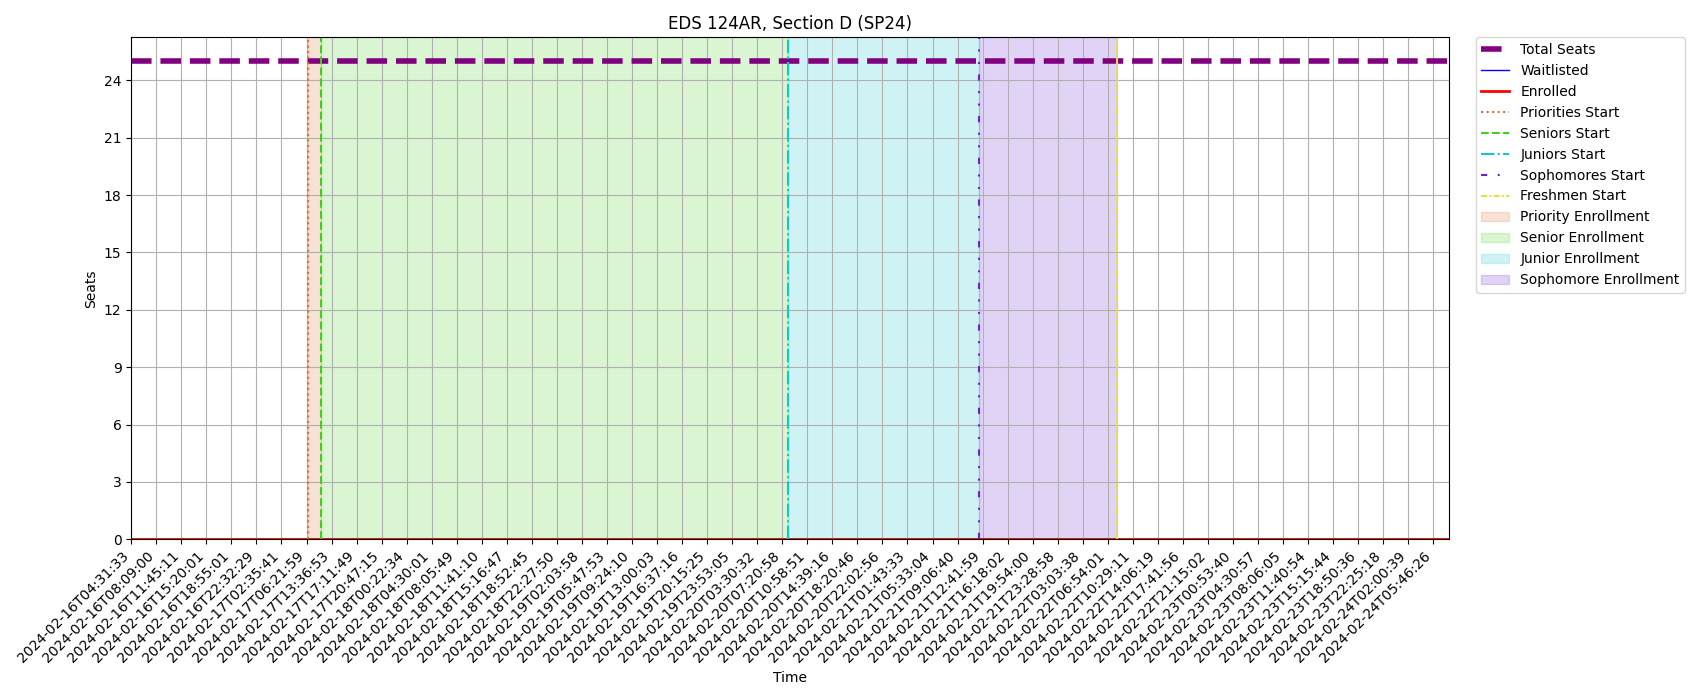 EDS 124AR, Section D (SP24)
Seats
24
21
18
15
12
9
6
3
0
2024-02-16T04:31:33
2024-02-16T08:09:00
2024-02-16T11:45:11
2024-02-16T15:20:01
2024-02-16T18:55:01
2024-02-16T22:32:29
2024-02-17T02:35:41
2024-02-17T06:21:59
2024-02-17T13:36:53
2024-02-17T17:11:49
2024-02-17T20:47:15
2024-02-18T00:22:34
2024-02-18T04:30:01
2024-02-18T08:05:49
2024-02-18T11:41:10
2024-02-18T15:16:47
2024-02-18T18:52:45
2024-02-18T22:27:50
2024-02-19T02:03:58
2024-02-19T05:47:53
2024-02-19T09:24:10
2024-02-19T13:00:03
2024-02-19T16:37:16
2024-02-19T20:15:25
2024-02-19T23:53:05
2024-02-20T03:30:32
2024-02-20T07:20:58
2024-02-20T10:58:51
2024-02-20T14:39:16
2024-02-20T18:20:46
2024-02-20T22:02:56
2024-02-21T01:43:33
2024-02-21T05:33:04
2024-02-21T09:06:40
2024-02-21T12:41:59
2024-02-21T16:18:02
2024-02-21T19:54:00
2024-02-21T23:28:58
2024-02-22T03:03:38
2024-02-22T06:54:01
2024-02-22T10:29:11
2024-02-22T14:06:19
2024-02-22T17:41:56
2024-02-22T21:15:02
2024-02-23T00:53:40
2024-02-23T04:30:57
2024-02-23T08:06:05
2024-02-23T11:40:54
2024-02-23T15:15:44
2024-02-23T18:50:36
2024-02-23T22:25:18
2024-02-24T02:00:39
2024-02-24T05:46:26
Time
Total Seats
Waitlisted
Enrolled
Priorities Start
Seniors Start
Juniors Start
Sophomores Start
Freshmen Start
Priority Enrollment
Senior Enrollment
Junior Enrollment
Sophomore Enrollment